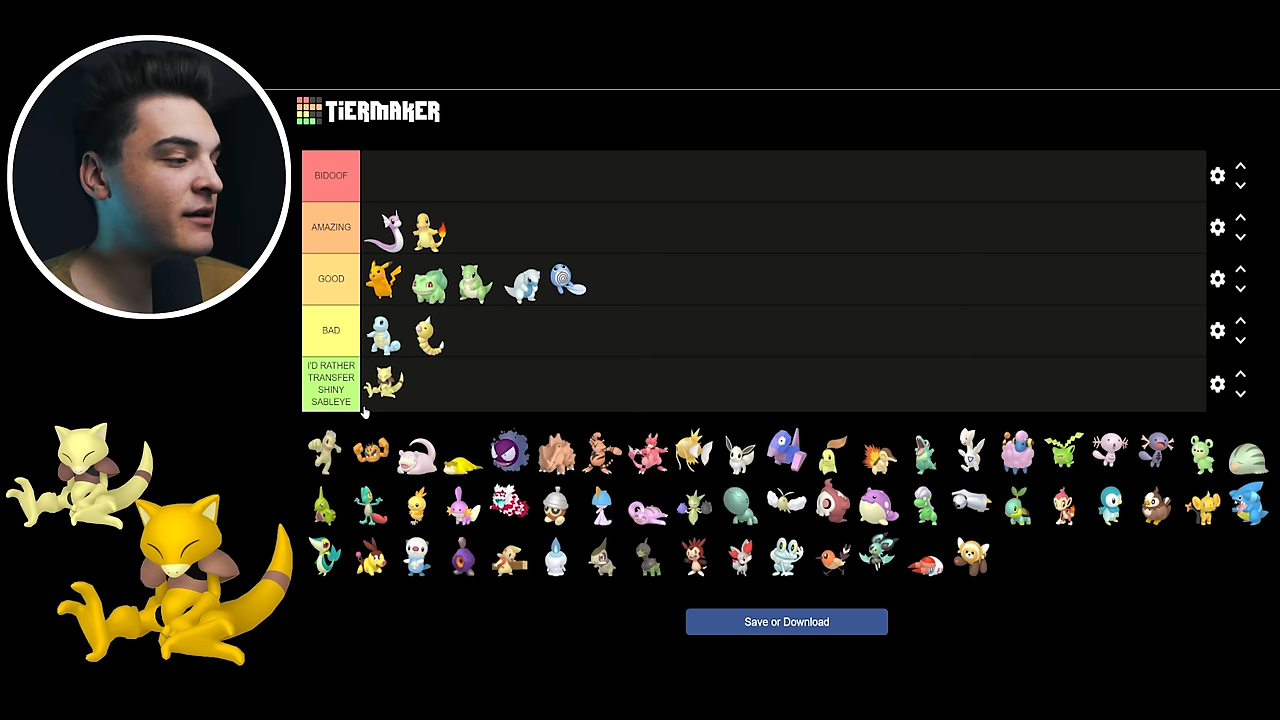 TiERMAKER
BIDOOF
AMAZING
GOOD
BAD
I'D RATHER
TRANSFER
SHINY
SABLEYE
Save or Download